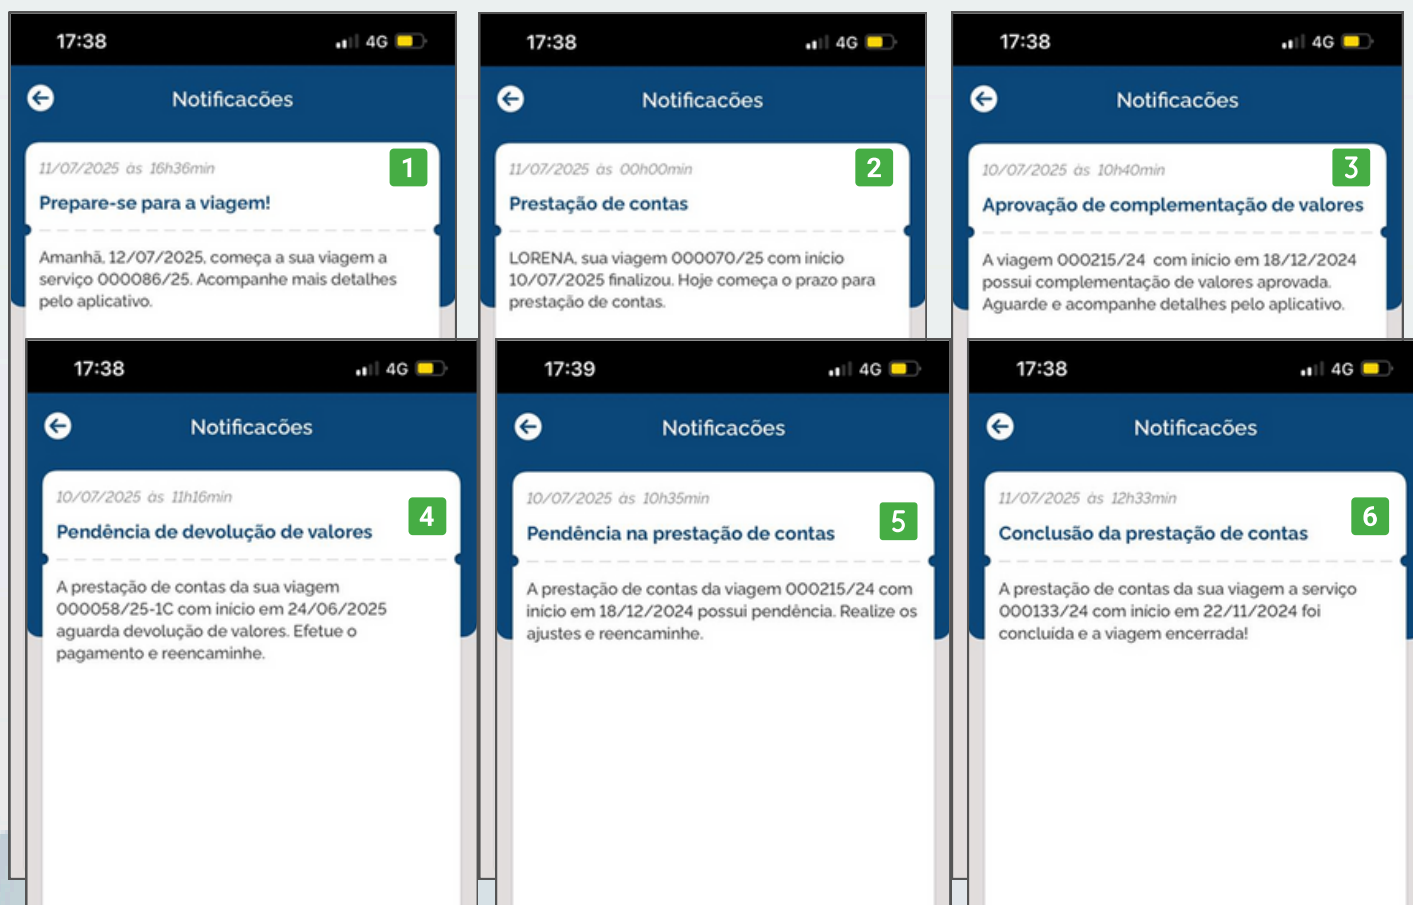 17:38
4G
Notificacões
11/07/2025 às 16h36min
1
Prepare-se para a viagem!
Amanhã, 12/07/2025, começa a sua viagem a
serviço 000086/25. Acompanhe mais detalhes
pelo aplicativo.
17:38
4G
Notificacões
11/07/2025 às 00h00min
2
Prestação de contas
LORENA, sua viagem 000070/25 com início
10/07/2025 finalizou. Hoje começa o prazo para
prestação de contas.
17:38
4G
Notificacões
10/07/2025 às 10h40min
3
Aprovação de complementação de valores
A viagem 000215/24 com início em 18/12/2024
possui complementação de valores aprovada.
Aguarde e acompanhe detalhes pelo aplicativo.
17:38
4G
Notificacões
10/07/2025 às 11h16min
4
Pendência de devolução de valores
A prestação de contas da sua viagem
000058/25-1C com início em 24/06/2025
aguarda devolução de valores. Efetue o
pagamento e reencaminhe.
17:39
4G
Notificacões
10/07/2025 às 10h35min
5
Pendência na prestação de contas
A prestação de contas da viagem 000215/24 com
início em 18/12/2024 possui pendência. Realize os
ajustes e reencaminhe.
17:38
4G
Notificacões
11/07/2025 às 12h33min
6
Conclusão da prestação de contas
A prestação de contas da sua viagem a serviço
000133/24 com início em 22/11/2024 foi
concluída e a viagem encerrada!